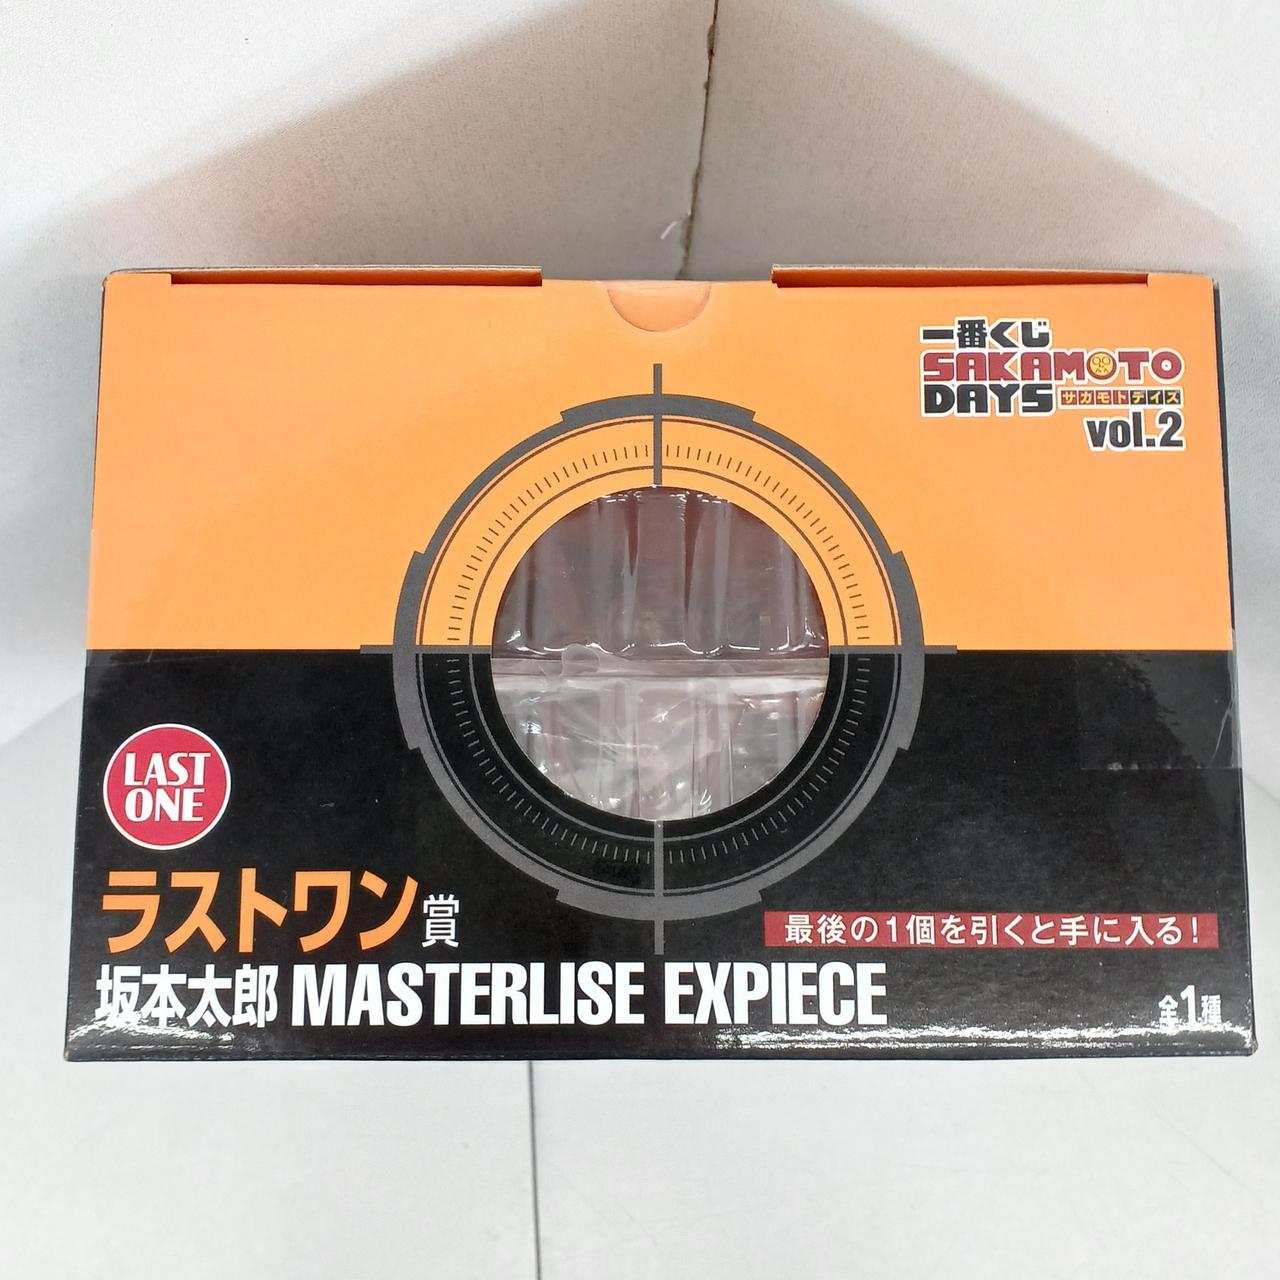 一番くじ
SAKAMOTO
DAYS サカモトデイズ
vol.2
LAST
ONE
ラストワン賞
最後の1個を引くと手に入る!
坂本太郎 MASTERLISE EXPIECE
全1種